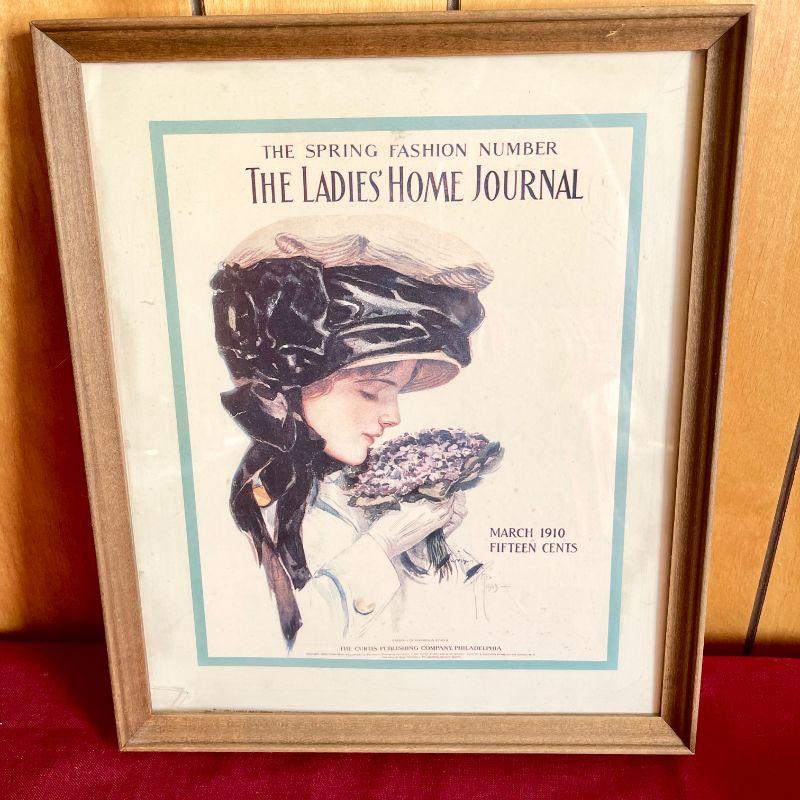 THE SPRING FASHION NUMBER
THE LADIES' HOME JOURNAL
MARCH 1910
FIFTEEN CENTS
THE CURTIS PUBLISHING COMPANY, PHILADELPHIA